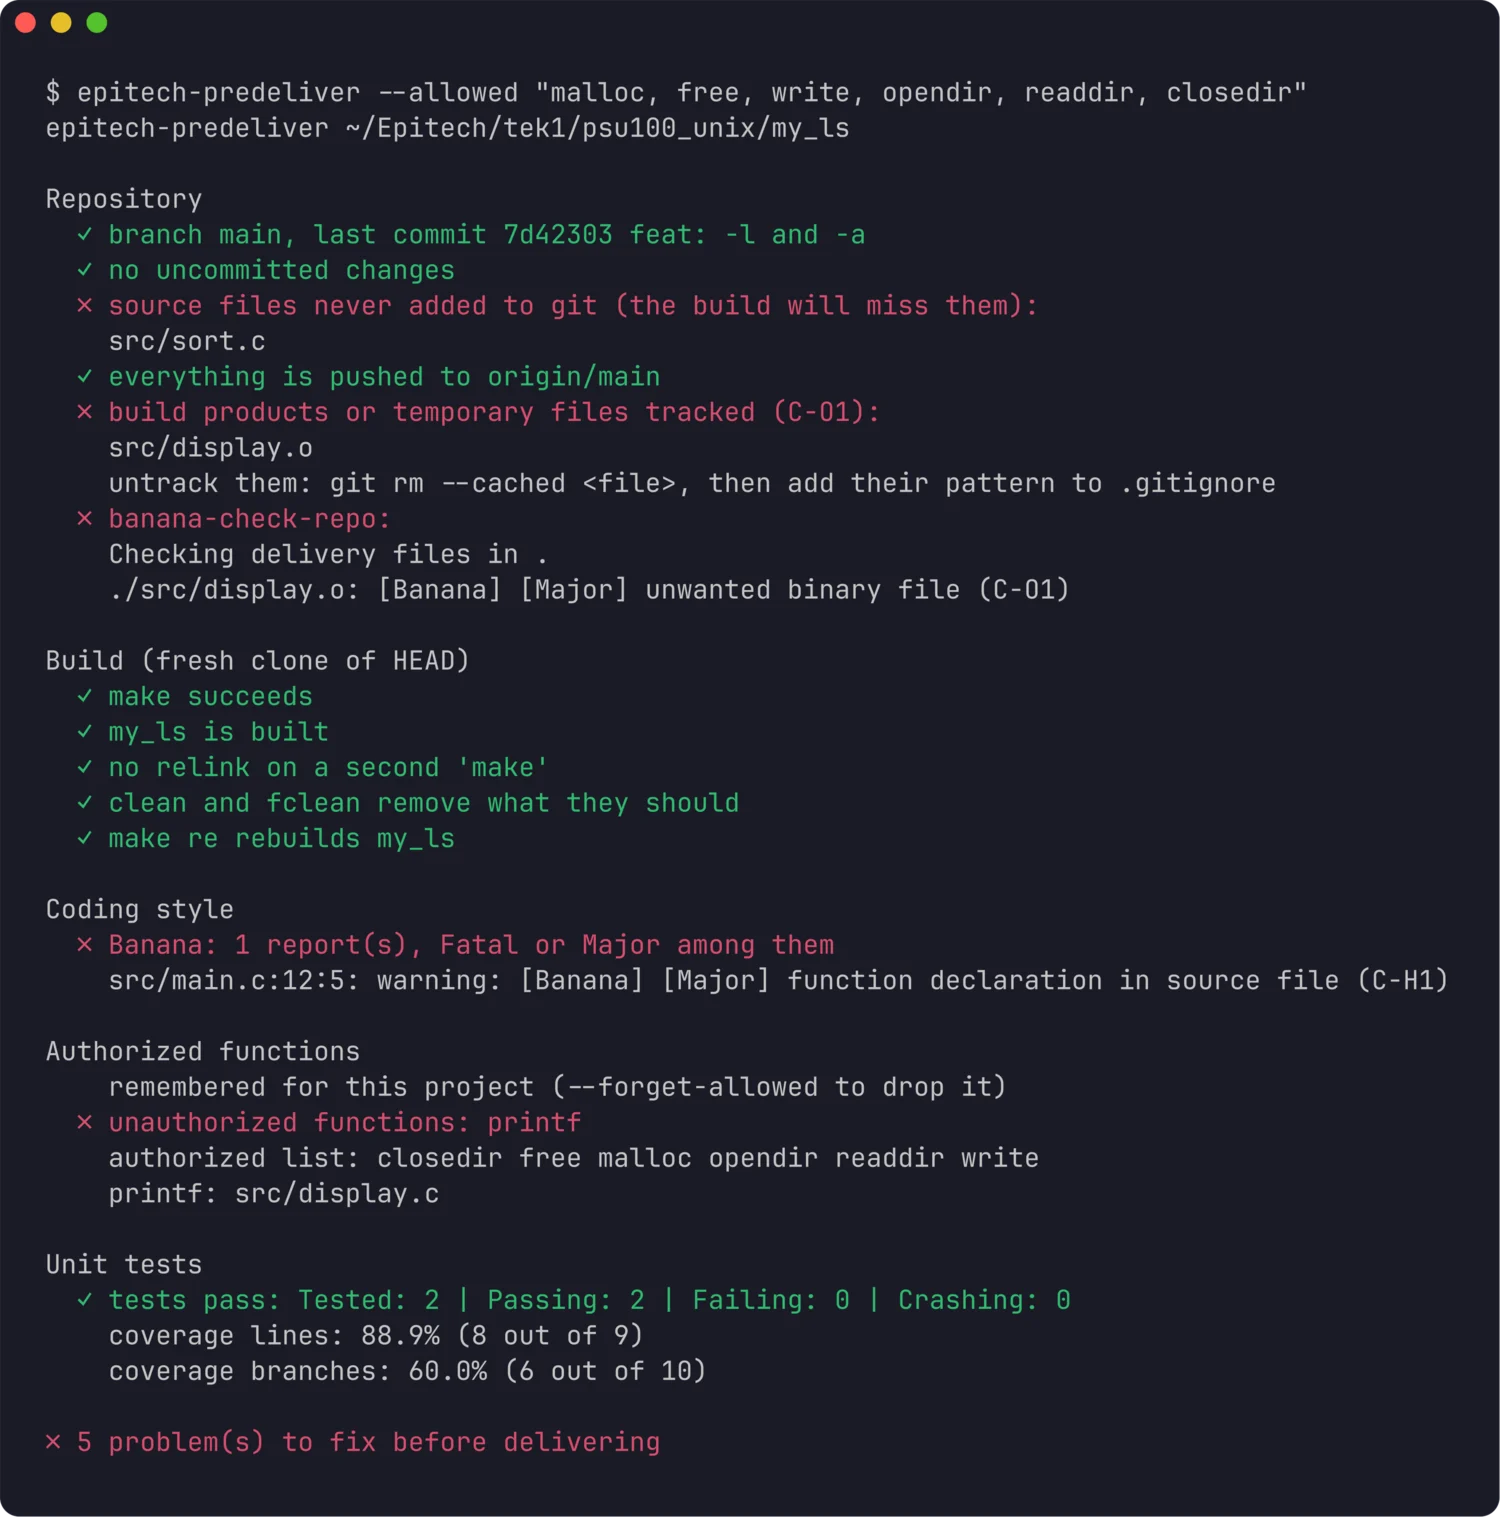 $ epitech-predeliver --allowed "malloc, free, write, opendir, readdir, closedir"
epitech-predeliver ~/Epitech/tek1/psu100_unix/my_ls
Repository
✓ branch main, last commit 7d42303 feat: -l and -a
✓ no uncommitted changes
✕ source files never added to git (the build will miss them):
src/sort.c
✓ everything is pushed to origin/main
✕ build products or temporary files tracked (C-O1):
src/display.o
untrack them: git rm --cached <file>, then add their pattern to .gitignore
✕ banana-check-repo:
Checking delivery files in .
./src/display.o: [Banana] [Major] unwanted binary file (C-O1)
Build (fresh clone of HEAD)
✓ make succeeds
✓ my_ls is built
✓ no relink on a second 'make'
✓ clean and fclean remove what they should
✓ make re rebuilds my_ls
Coding style
✕ Banana: 1 report(s), Fatal or Major among them
src/main.c:12:5: warning: [Banana] [Major] function declaration in source file (C-H1)
Authorized functions
remembered for this project (--forget-allowed to drop it)
✕ unauthorized functions: printf
authorized list: closedir free malloc opendir readdir write
printf: src/display.c
Unit tests
✓ tests pass: Tested: 2 | Passing: 2 | Failing: 0 | Crashing: 0
coverage lines: 88.9% (8 out of 9)
coverage branches: 60.0% (6 out of 10)
✕ 5 problem(s) to fix before delivering